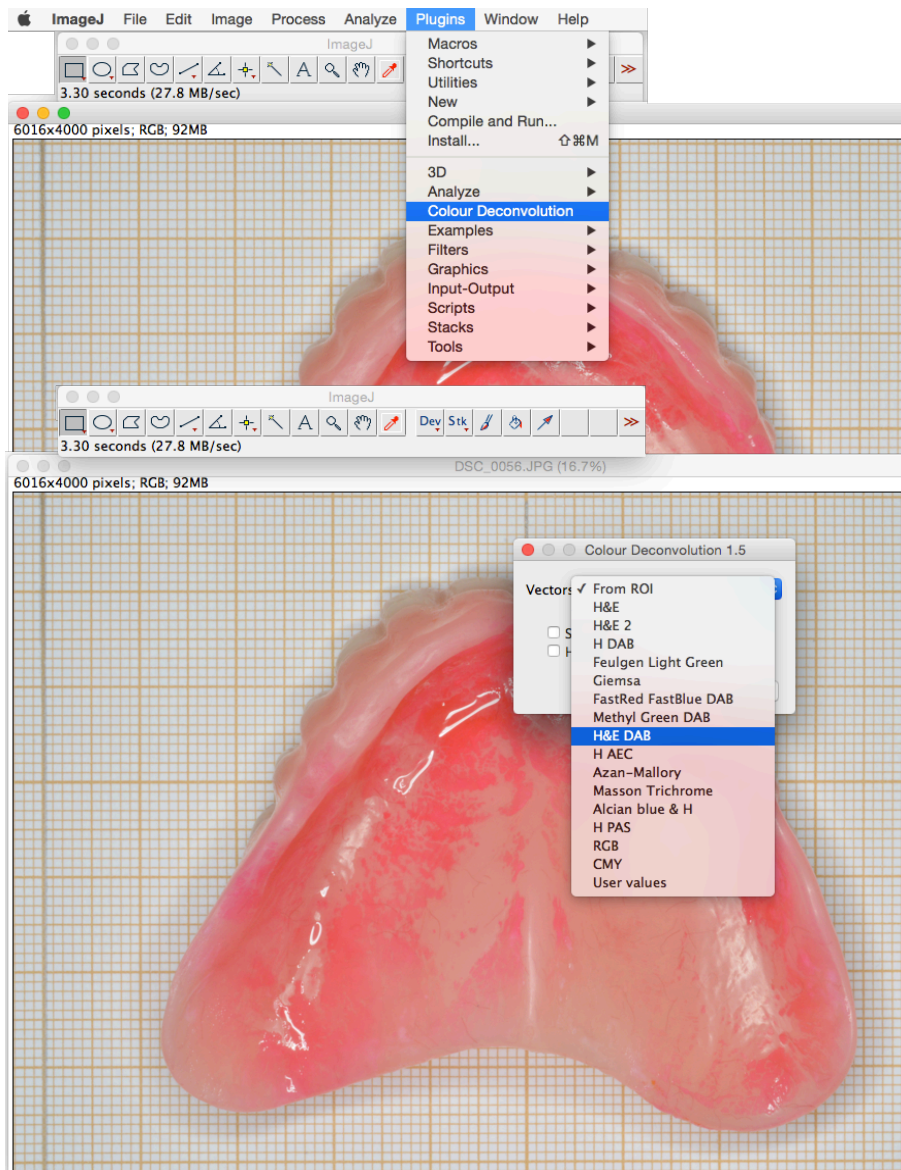 ImageJ File Edit Image Process Analyze Plugins Window Help
ImageJ
A
3.30 seconds (27.8 MB/sec)
6016x4000 pixels; RGB; 92MB
Macros
Shortcuts
Utilities
New
Compile and Run...
Install... ⇧⌘M
3D
Analyze
Colour Deconvolution
Examples
Filters
Graphics
Input-Output
Scripts
Stacks
Tools
ImageJ
A Dev Stk
3.30 seconds (27.8 MB/sec)
DSC_0056.JPG (16.7%)
6016x4000 pixels; RGB; 92MB
Colour Deconvolution 1.5
Vectors ✓ From ROI
H&E
H&E 2
H DAB
Feulgen Light Green
Giemsa
FastRed FastBlue DAB
Methyl Green DAB
H&E DAB
H AEC
Azan-Mallory
Masson Trichrome
Alcian blue & H
H PAS
RGB
CMY
User values